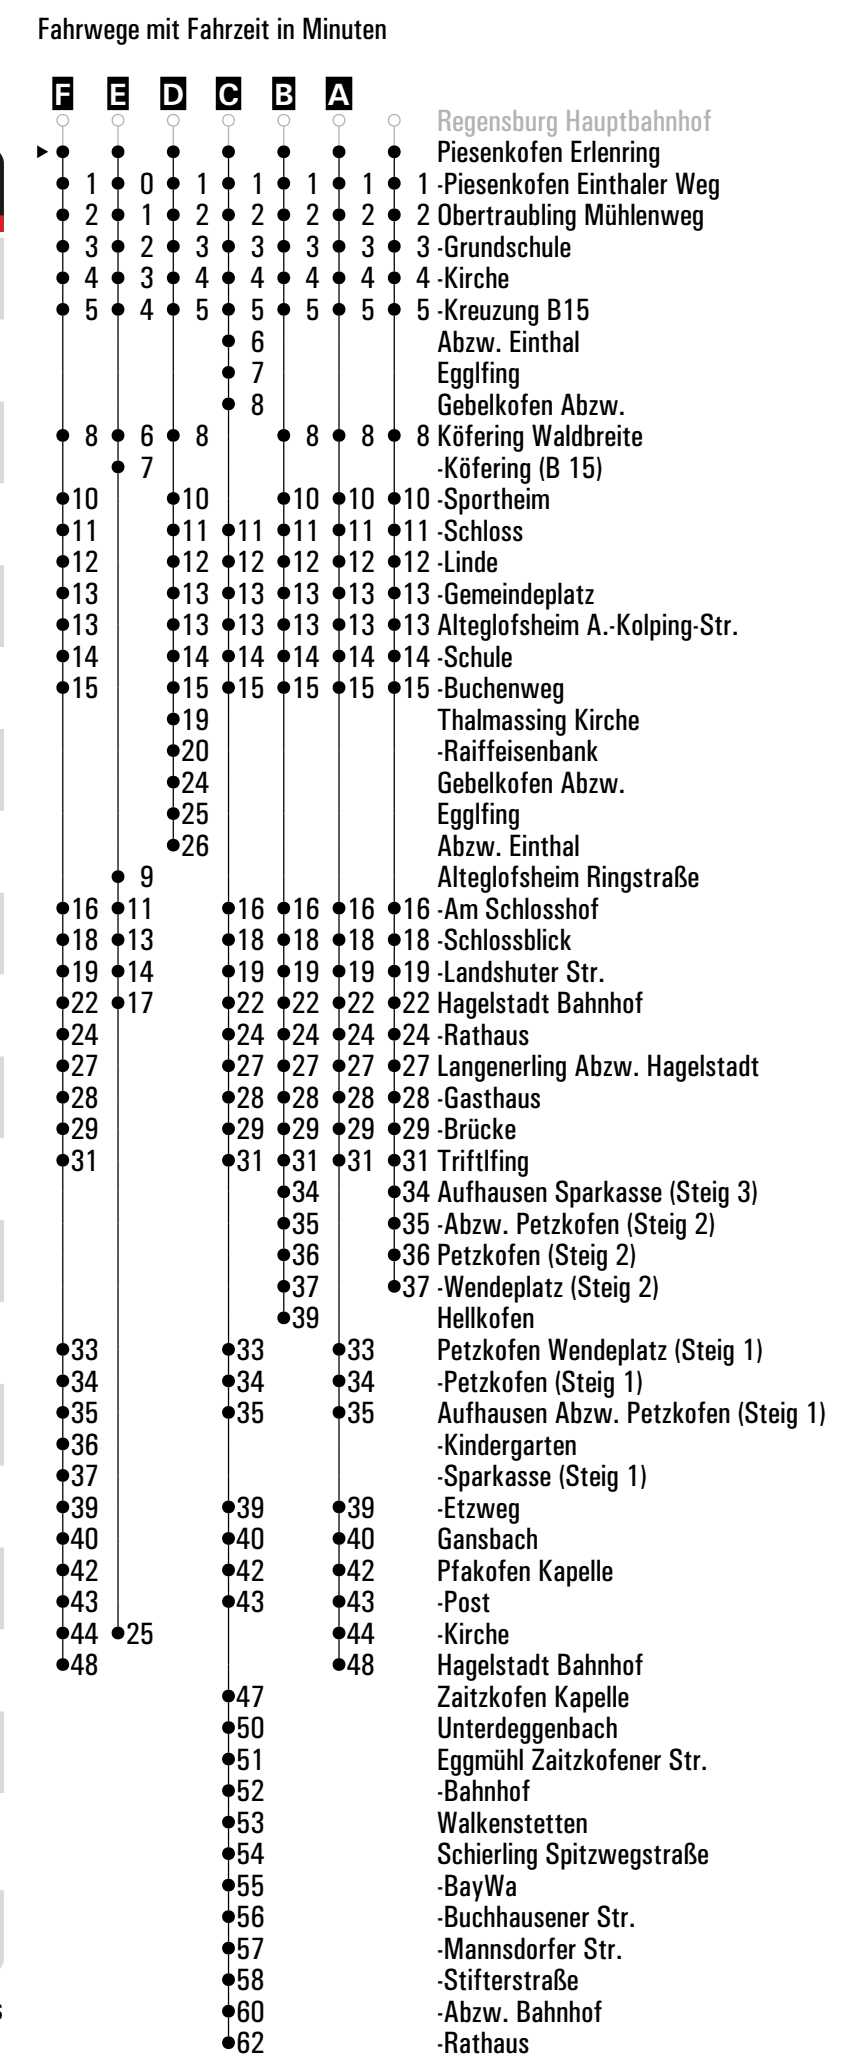 Fahrwege mit Fahrzeit in Minuten
F E D C B A
Regensburg Hauptbahnhof
Piesenkofen Erlenring
1 0 1 1 1 1 1 -Piesenkofen Einthaler Weg
2 1 2 2 2 2 2 Obertraubling Mühlenweg
3 2 3 3 3 3 3 -Grundschule
4 3 4 4 4 4 4 -Kirche
5 4 5 5 5 5 5 -Kreuzung B15
6 Abzw. Einthal
7 Egglfing
8 Gebelkofen Abzw.
8 6 8 8 8 8 Köfering Waldbreite
7 -Köfering (B 15)
10 10 10 10 10 -Sportheim
11 11 11 11 11 11 -Schloss
12 12 12 12 12 12 -Linde
13 13 13 13 13 13 -Gemeindeplatz
13 13 13 13 13 13 Alteglofsheim A.-Kolping-Str.
14 14 14 14 14 14 -Schule
15 15 15 15 15 15 -Buchenweg
19 Thalmassing Kirche
20 -Raiffeisenbank
24 Gebelkofen Abzw.
25 Egglfing
26 Abzw. Einthal
9 Alteglofsheim Ringstraße
16 11 16 16 16 16 -Am Schlosshof
18 13 18 18 18 18 -Schlossblick
19 14 19 19 19 19 -Landshuter Str.
22 17 22 22 22 22 Hagelstadt Bahnhof
24 24 24 24 24 -Rathaus
27 27 27 27 27 Langenerling Abzw. Hagelstadt
28 28 28 28 28 -Gasthaus
29 29 29 29 29 -Brücke
31 31 31 31 31 Triftlfing
34 34 Aufhausen Sparkasse (Steig 3)
35 35 -Abzw. Petzkofen (Steig 2)
36 36 Petzkofen (Steig 2)
37 37 -Wendeplatz (Steig 2)
39 Hellkofen
33 33 33 Petzkofen Wendeplatz (Steig 1)
34 34 34 -Petzkofen (Steig 1)
35 35 35 Aufhausen Abzw. Petzkofen (Steig 1)
36 -Kindergarten
37 -Sparkasse (Steig 1)
39 39 39 -Etzweg
40 40 40 Gansbach
42 42 42 Pfakofen Kapelle
43 43 43 -Post
44 25 44 -Kirche
48 48 Hagelstadt Bahnhof
47 Zaitzkofen Kapelle
50 Unterdeggenbach
51 Eggmühl Zaitzkofener Str.
52 -Bahnhof
53 Walkenstetten
54 Schierling Spitzwegstraße
55 -BayWa
56 -Buchhausener Str.
57 -Mannsdorfer Str.
58 -Stifterstraße
60 -Abzw. Bahnhof
62 -Rathaus